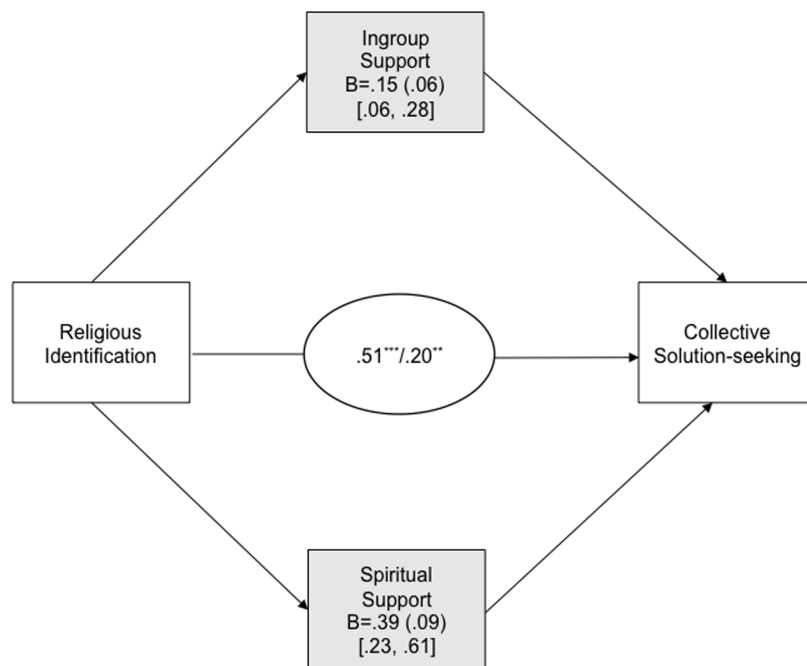 Ingroup
Support
B=.15 (.06)
[.06, .28]
Religious
Identification
.51***/.20**
Collective
Solution-seeking
Spiritual
Support
B=.39 (.09)
[.23, .61]